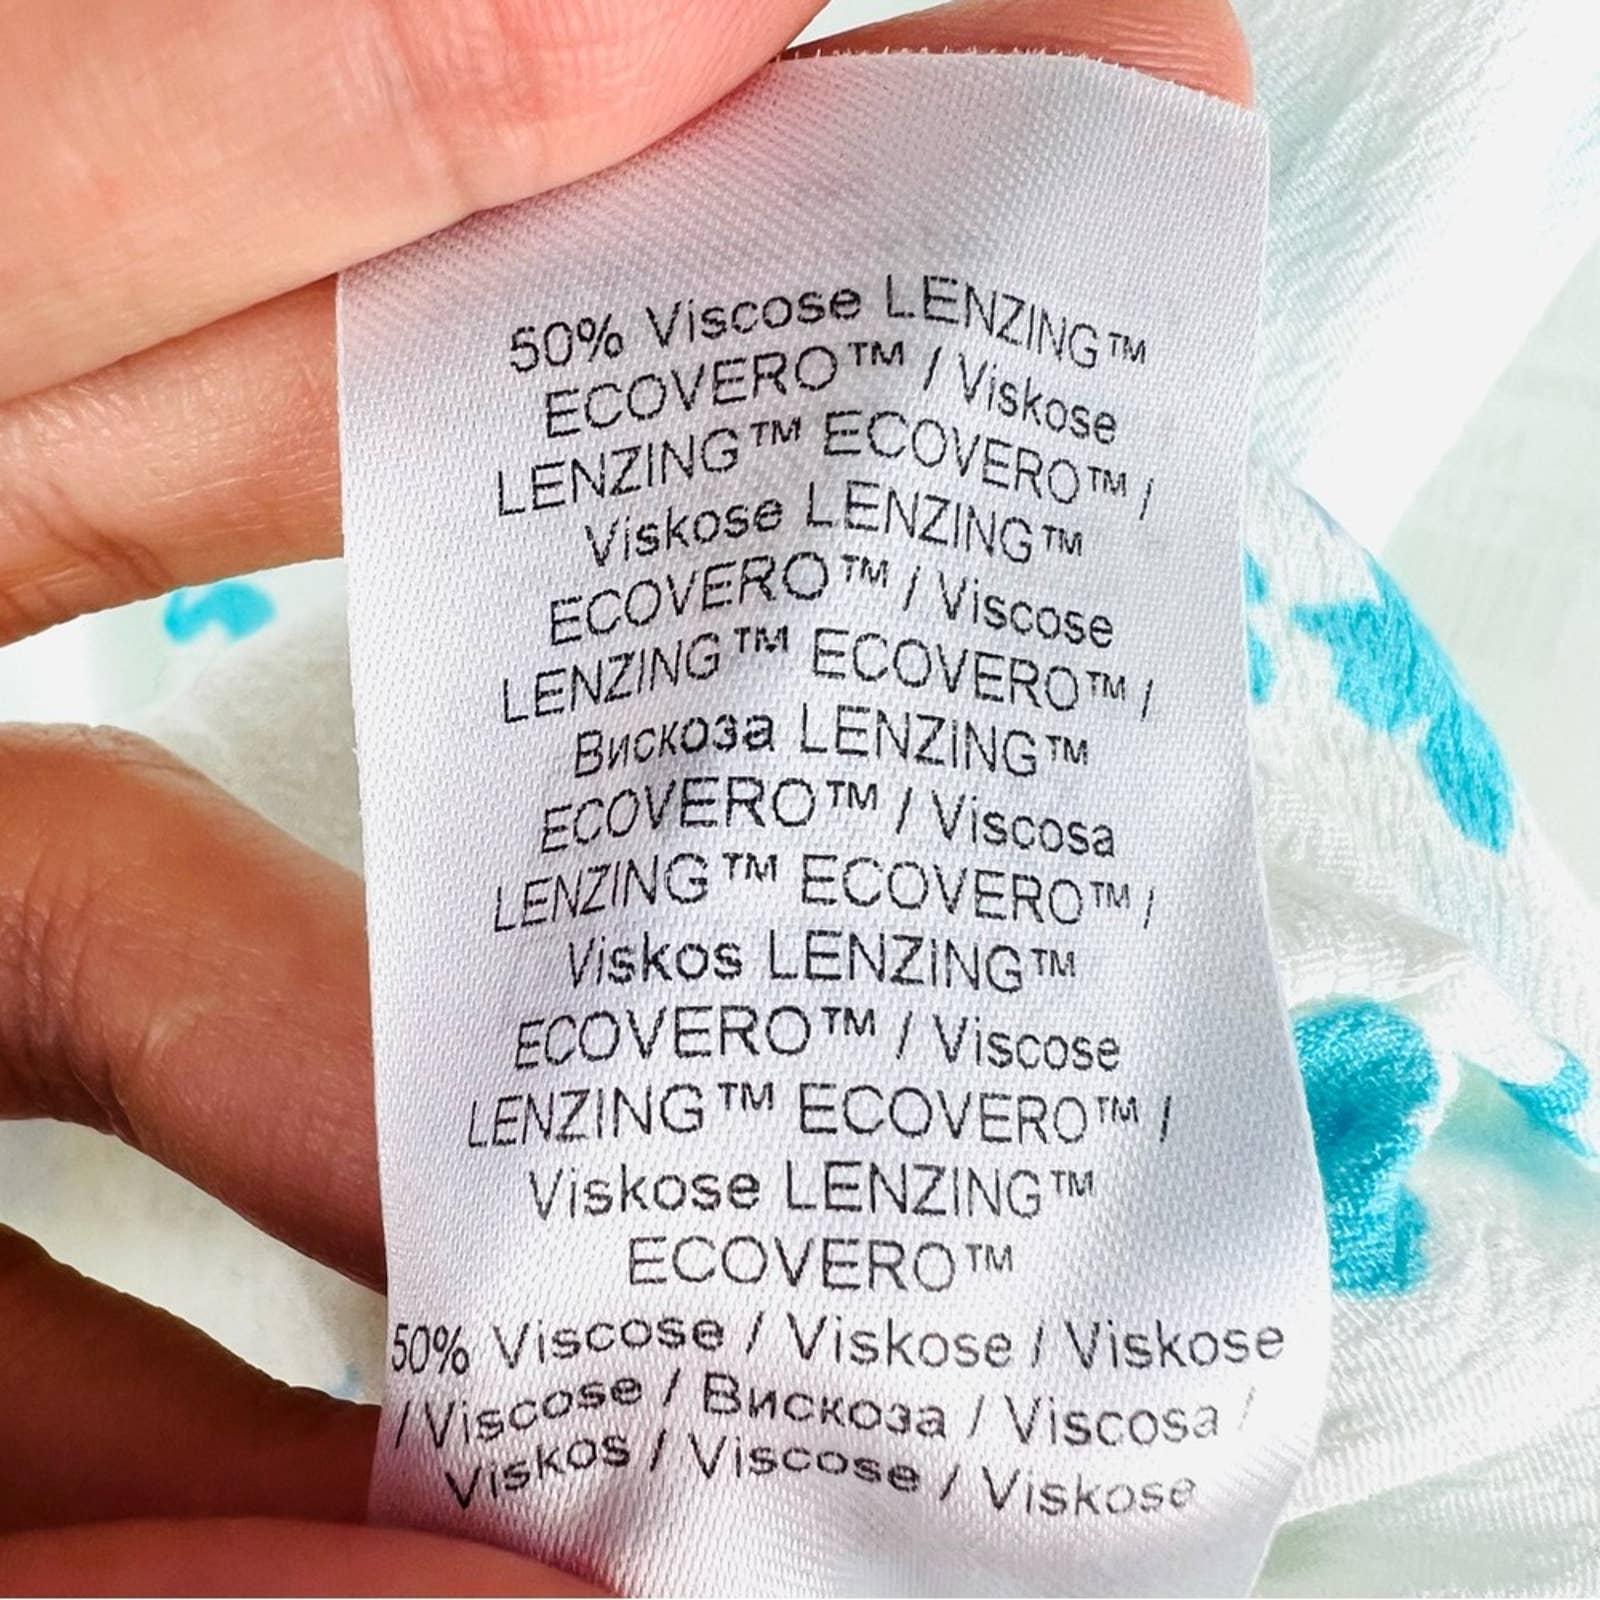 50% Viscose LENZING™
ECOVERO™ / Viskose
LENZING™ ECOVERO™ /
Viskose LENZING™
ECOVERO™ / Viscose
LENZING™ ECOVERO™ /
Вискоза LENZING™
ECOVERO™ / Viscosa
LENZING™ ECOVERO™ /
Viskos LENZING™
ECOVERO™ / Viscose
LENZING™ ECOVERO™ /
Viskose LENZING™
ECOVERO™
50% Viscose / Viskose / Viskose
/ Viscose / Вискоза / Viscosa /
Viskos / Viscose / Viskose